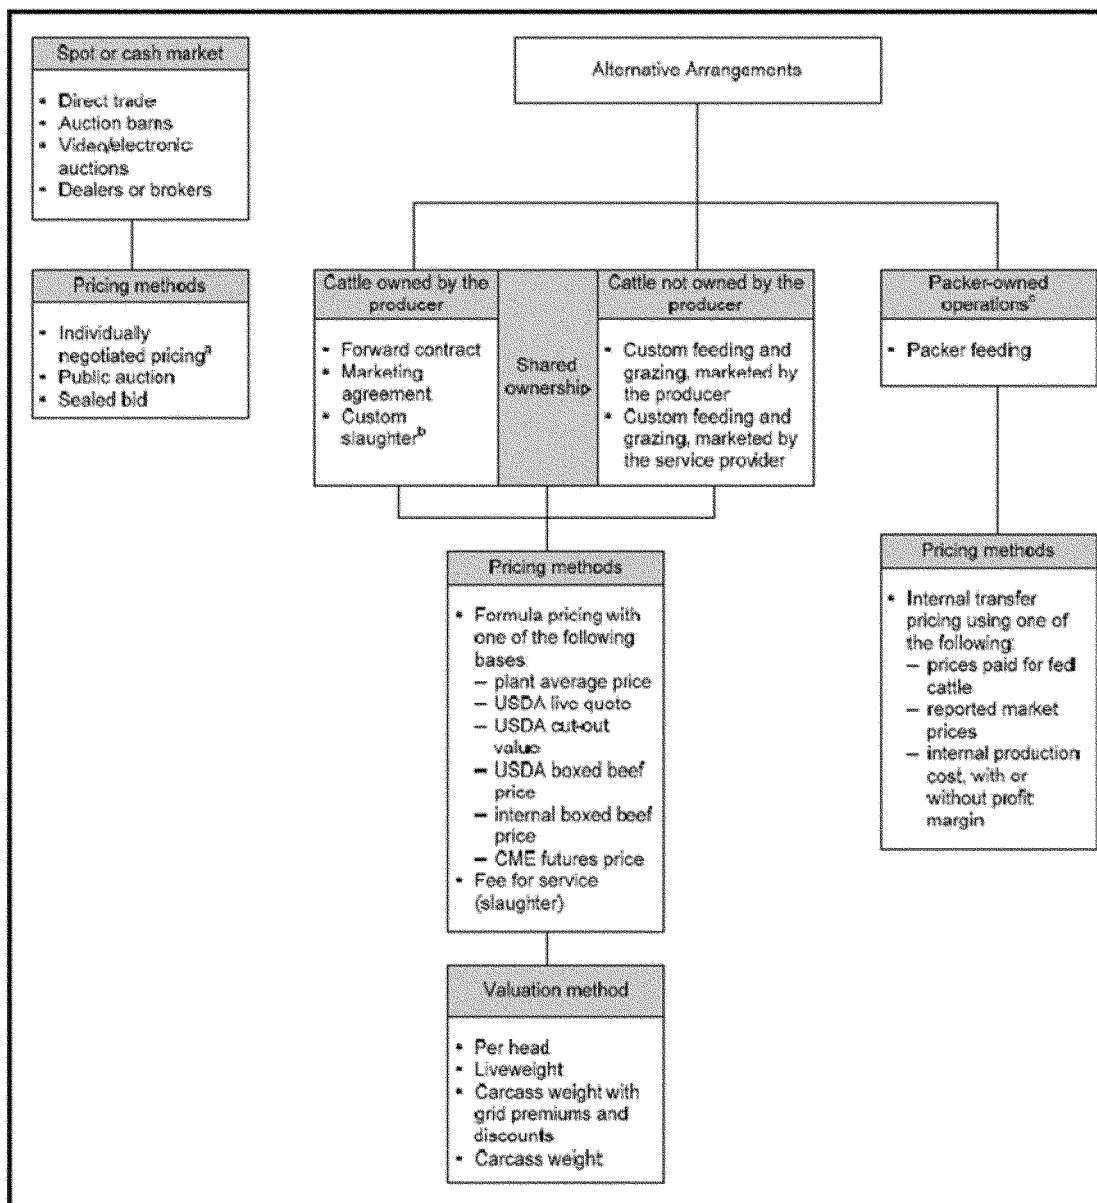 Spot or cash market
• Direct trade
• Auction barns
• Video/electronic
auctions
• Dealers or brokers
Pricing methods
• Individually
negotiated pricingª
• Public auction
• Sealed bid
Alternative Arrangements
Cattle owned by the
producer
• Forward contract
• Marketing
agreement
• Custom
slaughterᵇ
Shared
ownership
Cattle not owned by the
producer
• Custom feeding and
grazing, marketed by
the producer
• Custom feeding and
grazing, marketed by
the service provider
Packer-owned
operationsᶜ
• Packer feeding
Pricing methods
• Formula pricing with
one of the following
bases:
– plant average price
– USDA live quote
– USDA cut-out
value
– USDA boxed beef
price
– internal boxed beef
price
– CME futures price
• Fee for service
(slaughter)
Pricing methods
• Internal transfer
pricing using one of
the following:
– prices paid for fed
cattle
– reported market
prices
– internal production
cost, with or
without profit
margin
Valuation method
• Per head
• Liveweight
• Carcass weight with
grid premiums and
discounts
• Carcass weight